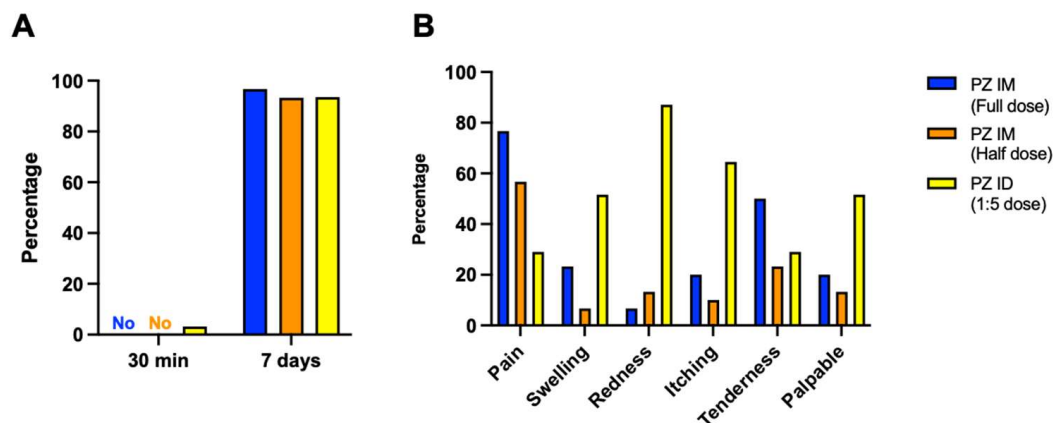 A
Percentage
100
80
60
40
20
0
No No
30 min
7 days
B
Percentage
100
80
60
40
20
0
Pain
Swelling
Redness
Itching
Tenderness
Palpable
PZ IM
(Full dose)
PZ IM
(Half dose)
PZ ID
(1:5 dose)